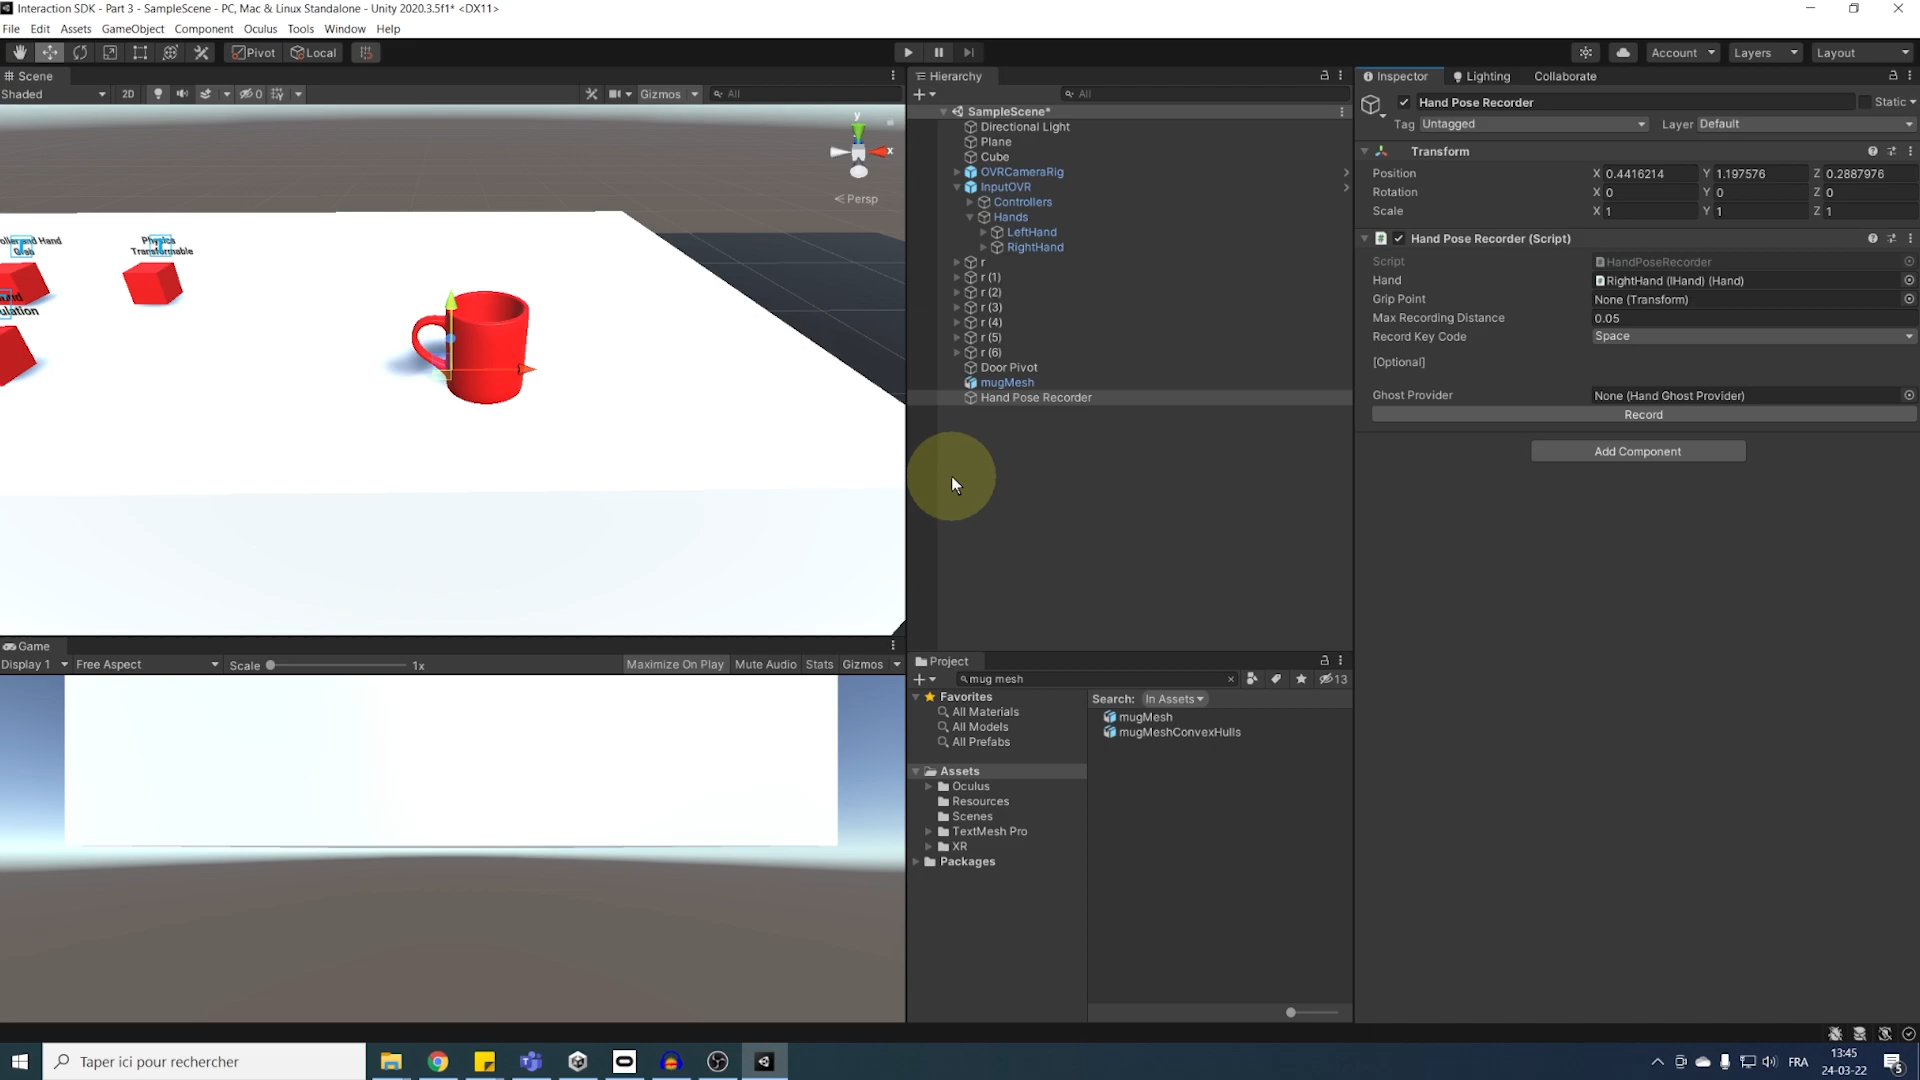 Interaction SDK - Part 3 - SampleScene - PC, Mac & Linux Standalone - Unity 2020.3.5f1* <DX11>
File Edit Assets GameObject Component Oculus Tools Window Help
Pivot Local Account Layers Layout
Scene
Shaded 2D 0 Gizmos All
y
x
Persp
Physics
Transformable
and Hand
Grab
ulation
Game
Display 1 Free Aspect Scale 1x Maximize On Play Mute Audio Stats Gizmos
Hierarchy
All
SampleScene*
Directional Light
Plane
Cube
OVRCameraRig
InputOVR
Controllers
Hands
LeftHand
RightHand
r
r (1)
r (2)
r (3)
r (4)
r (5)
r (6)
Door Pivot
mugMesh
Hand Pose Recorder
Project
mug mesh 13
Favorites
All Materials
All Models
All Prefabs
Assets
Oculus
Resources
Scenes
TextMesh Pro
XR
Packages
Search: In Assets
mugMesh
mugMeshConvexHulls
Inspector Lighting Collaborate
Hand Pose Recorder Static
Tag Untagged Layer Default
Transform
Position X 0.4416214 Y 1.197576 Z 0.2887976
Rotation X 0 Y 0 Z 0
Scale X 1 Y 1 Z 1
Hand Pose Recorder (Script)
Script HandPoseRecorder
Hand RightHand (IHand) (Hand)
Grip Point None (Transform)
Max Recording Distance 0.05
Record Key Code Space
[Optional]
Ghost Provider None (Hand Ghost Provider)
Record
Add Component
Taper ici pour rechercher
FRA
13:45
24-03-22
5